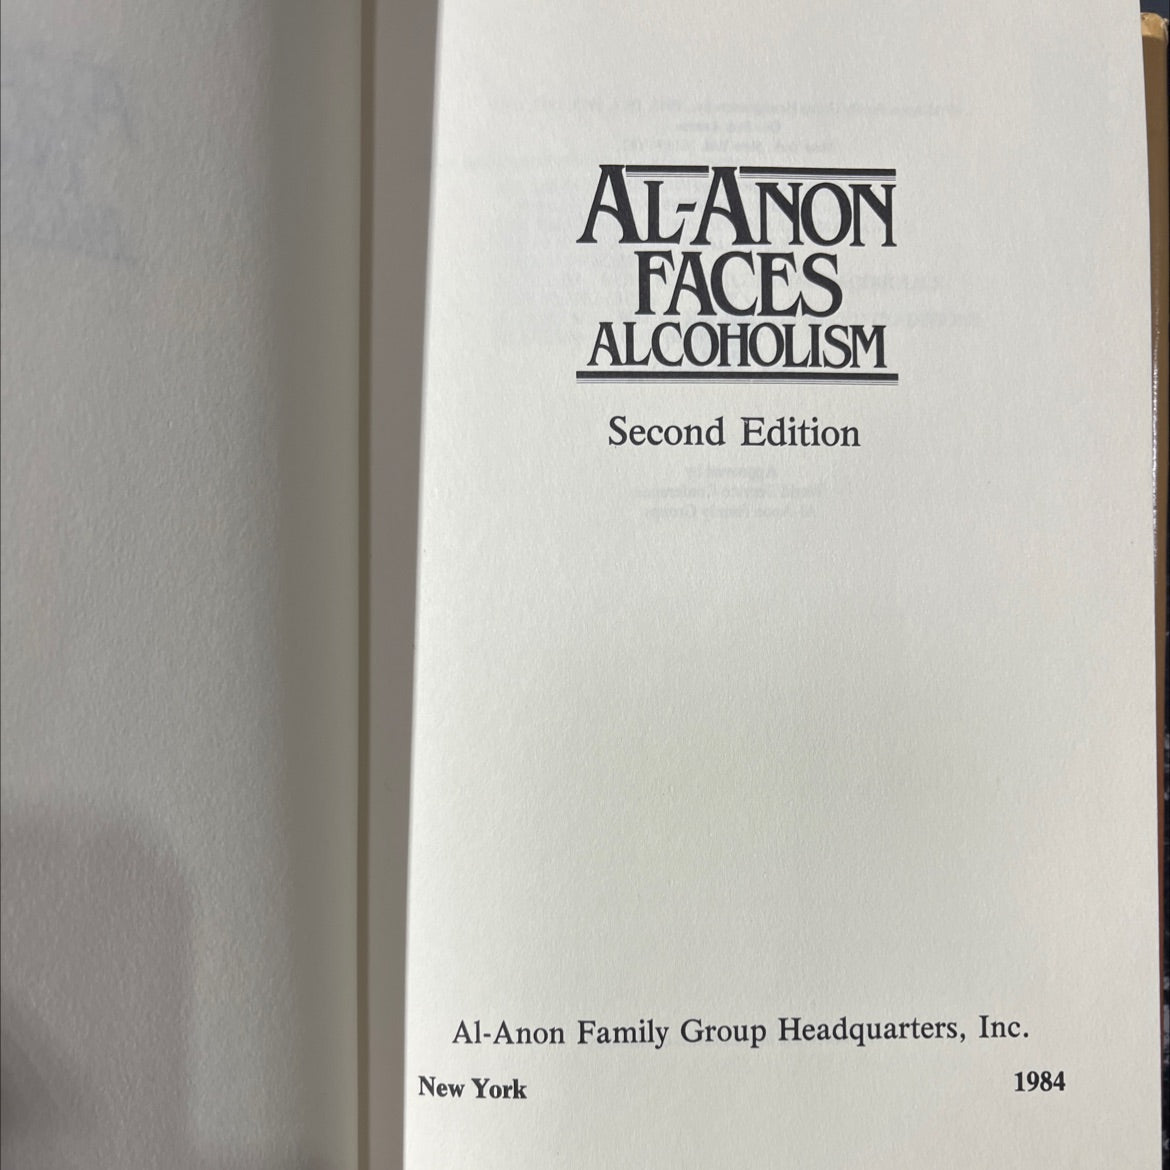 AL-ANON
FACES
ALCOHOLISM
Second Edition
Al-Anon Family Group Headquarters, Inc.
New York 1984